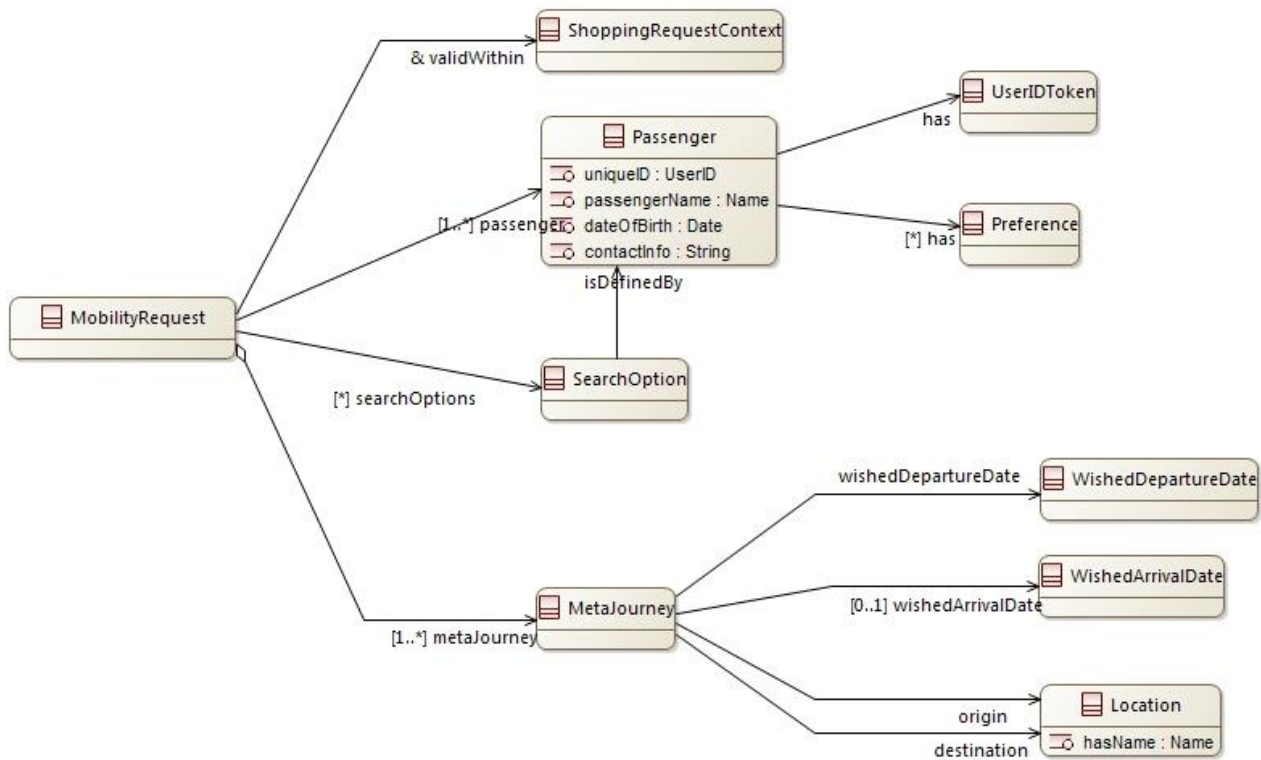 ShoppingRequestContext
& validWithin
UserIDToken
has
Passenger
uniqueID : UserID
passengerName : Name
dateOfBirth : Date
contactInfo : String
[1..*] passenger
Preference
[*] has
isDefinedBy
MobilityRequest
SearchOption
[*] searchOptions
wishedDepartureDate
WishedDepartureDate
WishedArrivalDate
[0..1] wishedArrivalDate
MetaJourney
[1..*] metaJourney
Location
origin
hasName : Name
destination